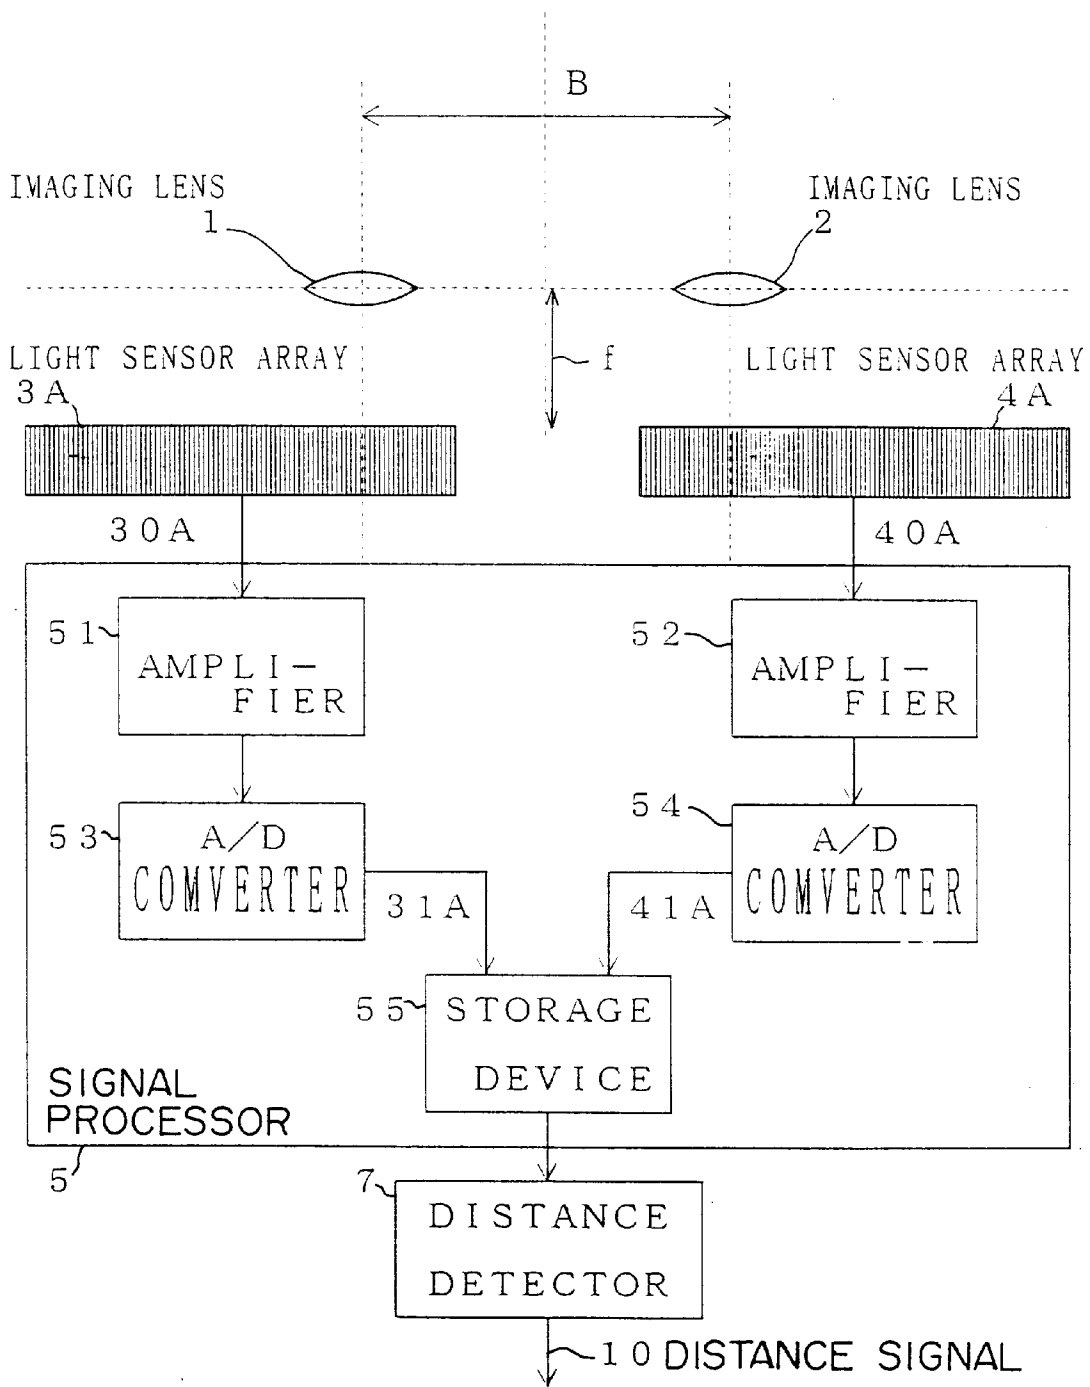 B
IMAGING LENS
1
IMAGING LENS
2
LIGHT SENSOR ARRAY
3A
f
LIGHT SENSOR ARRAY
4A
30A
40A
51
AMPLI-
FIER
52
AMPLI-
FIER
53
A/D
COMVERTER
54
A/D
COMVERTER
31A
41A
55
STORAGE
DEVICE
SIGNAL
PROCESSOR
5
7
DISTANCE
DETECTOR
10 DISTANCE SIGNAL